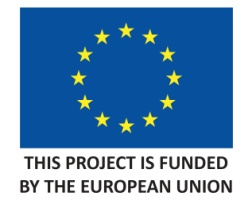 THIS PROJECT IS FUNDED
BY THE EUROPEAN UNION